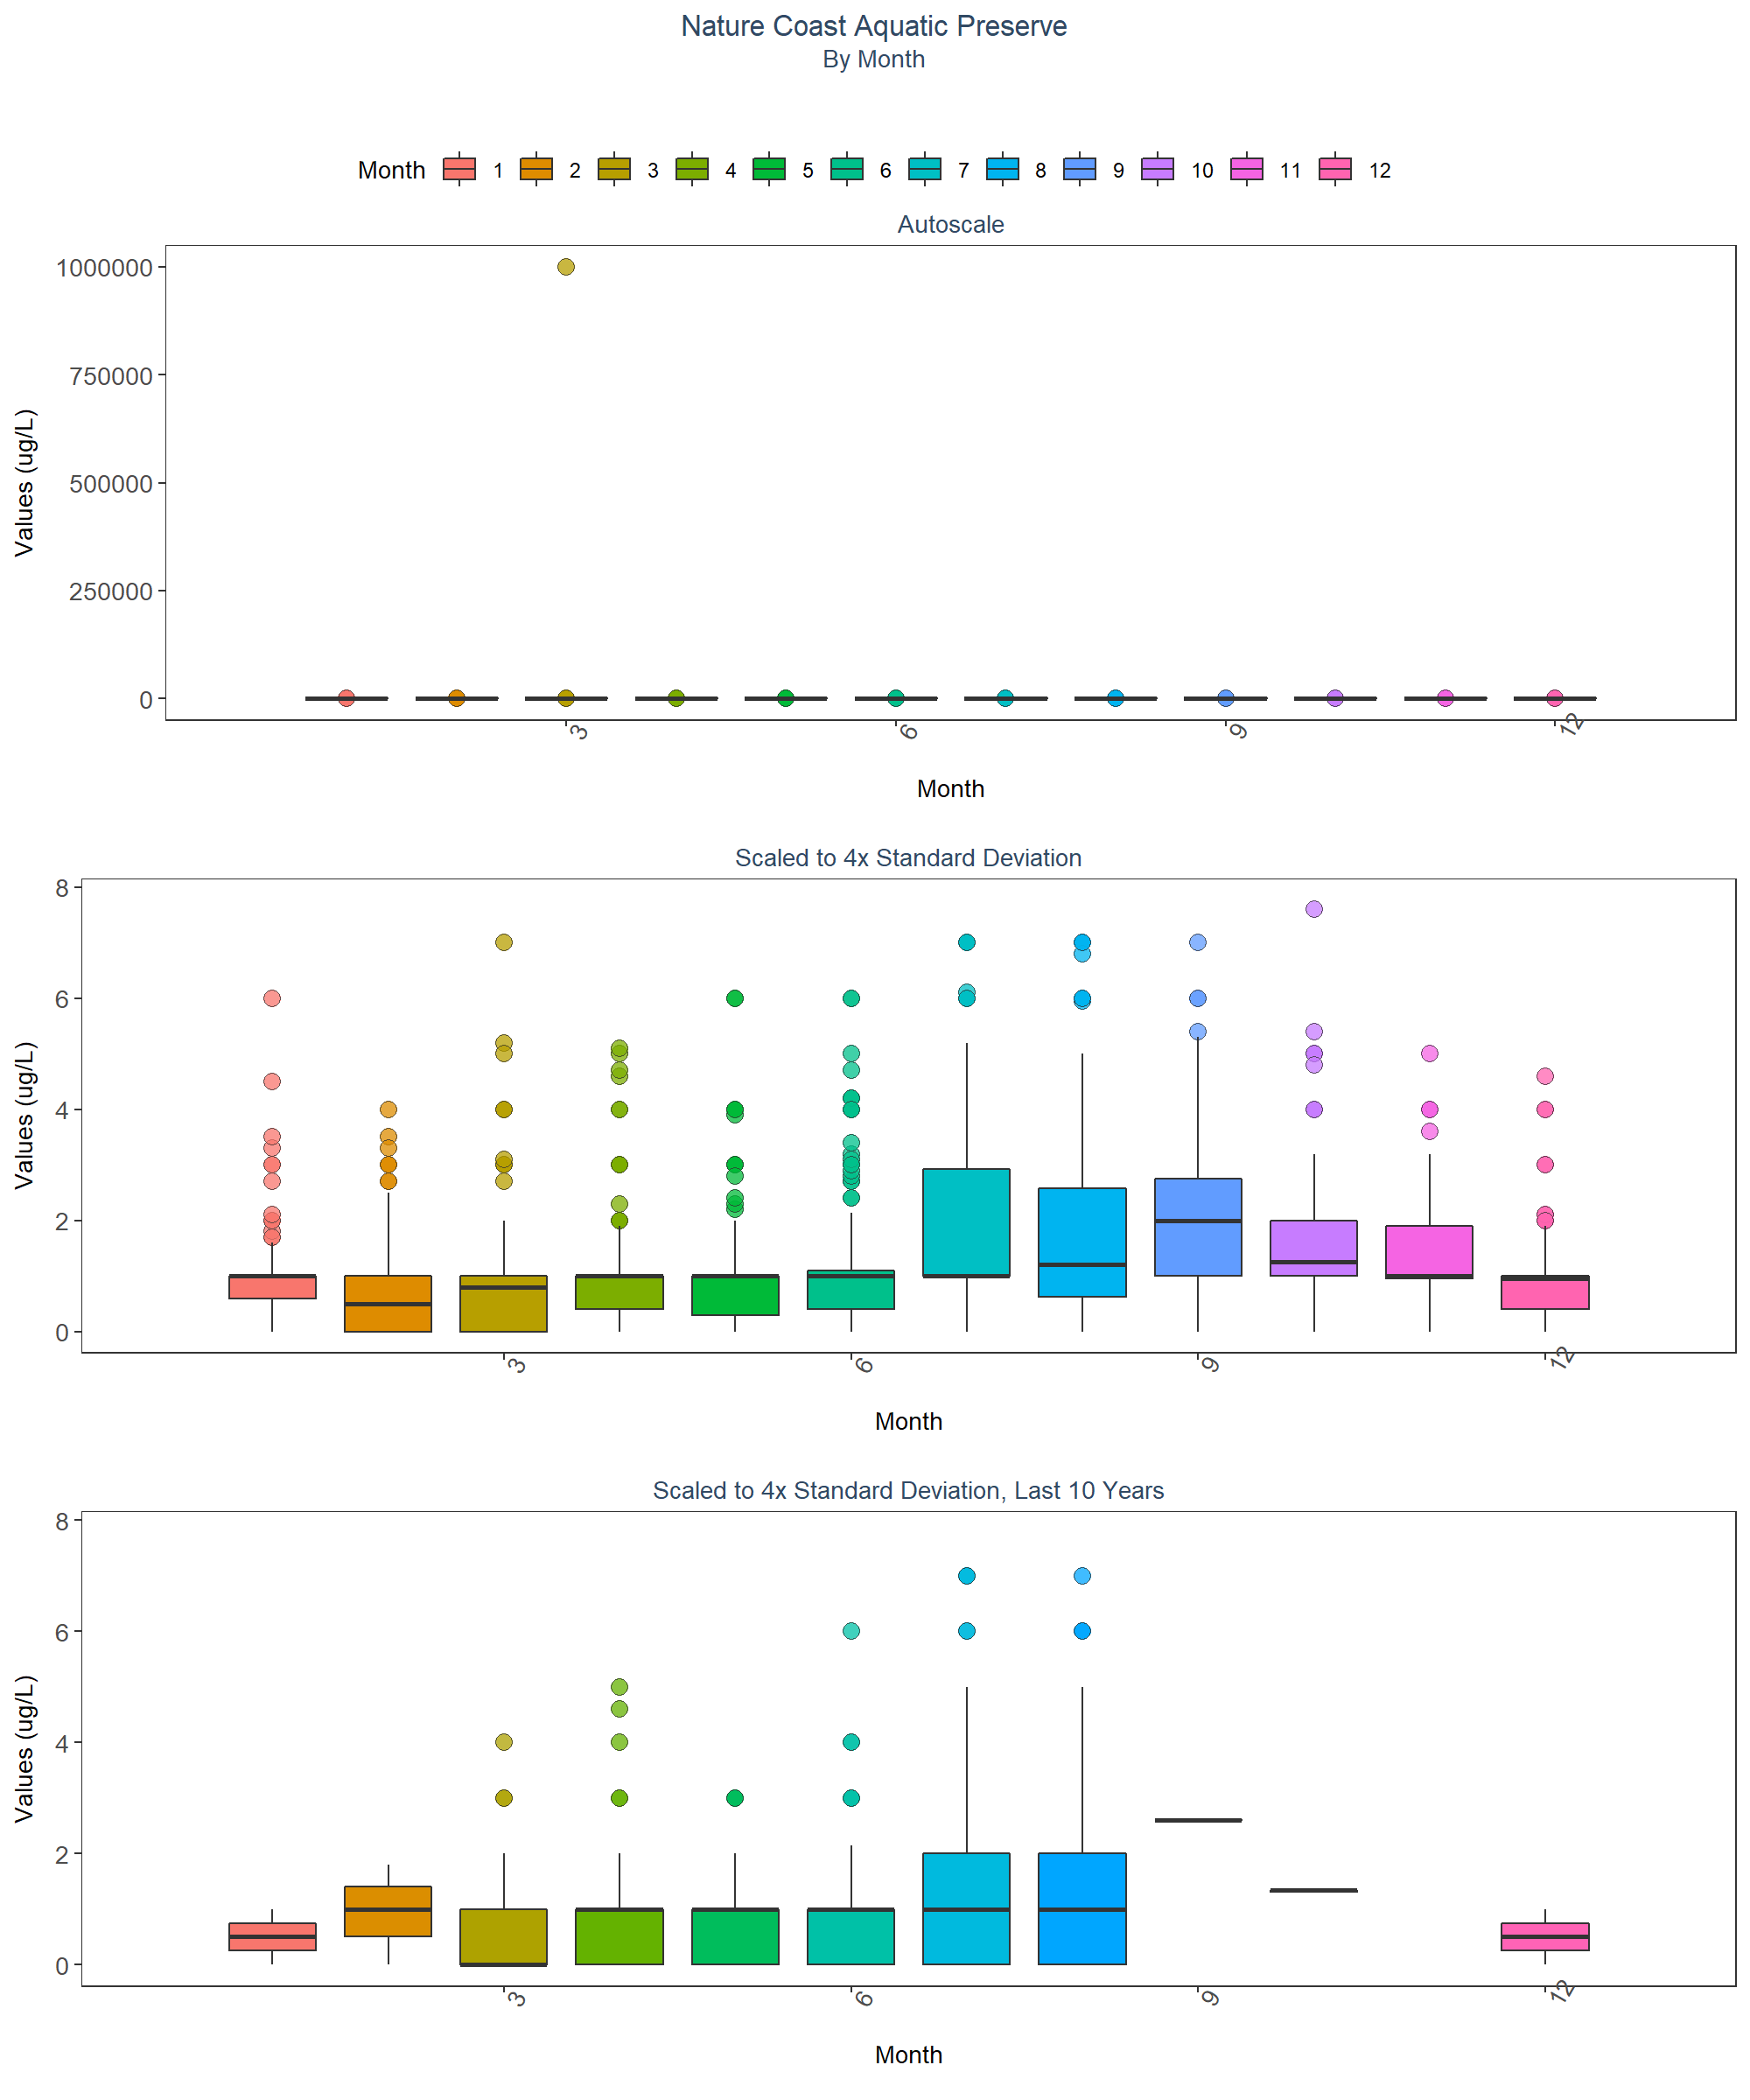 Nature Coast Aquatic Preserve
By Month
Month 1 2 3 4 5 6 7 8 9 10 11 12
Autoscale
1000000
750000
500000
250000
0
Values (ug/L)
3 6 9 12
Month
Scaled to 4x Standard Deviation
8
6
4
2
0
Values (ug/L)
3 6 9 12
Month
Scaled to 4x Standard Deviation, Last 10 Years
8
6
4
2
0
Values (ug/L)
3 6 9 12
Month